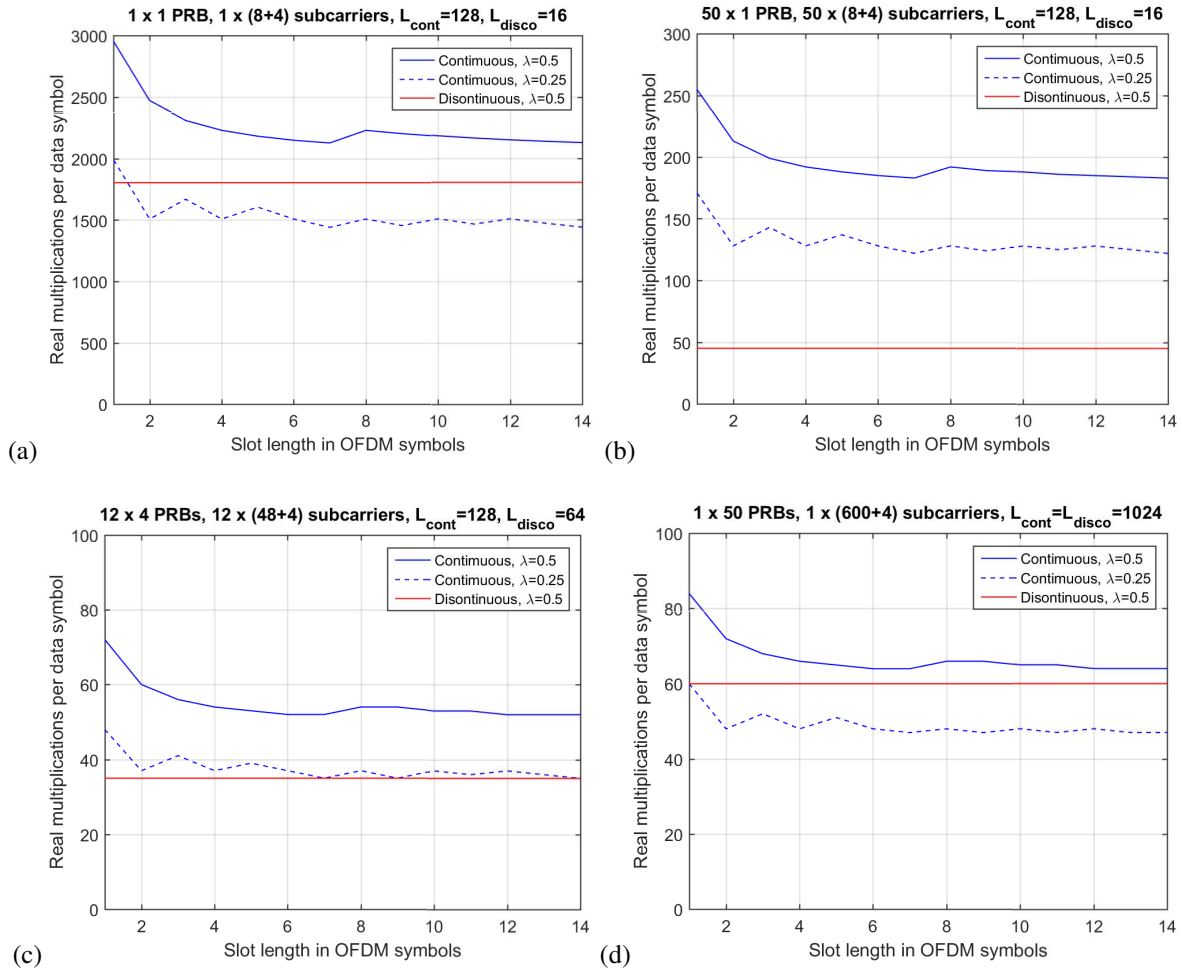 1 x 1 PRB, 1 x (8+4) subcarriers, L_cont=128, L_disco=16
3000
2500
2000
1500
1000
500
0
Real multiplications per data symbol
Continuous, λ=0.5
Continuous, λ=0.25
Disontinuous, λ=0.5
2 4 6 8 10 12 14
Slot length in OFDM symbols
(a)
50 x 1 PRB, 50 x (8+4) subcarriers, L_cont=128, L_disco=16
300
250
200
150
100
50
0
Real multiplications per data symbol
Continuous, λ=0.5
Continuous, λ=0.25
Disontinuous, λ=0.5
2 4 6 8 10 12 14
Slot length in OFDM symbols
(b)
12 x 4 PRBs, 12 x (48+4) subcarriers, L_cont=128, L_disco=64
100
80
60
40
20
0
Real multiplications per data symbol
Continuous, λ=0.5
Continuous, λ=0.25
Disontinuous, λ=0.5
2 4 6 8 10 12 14
Slot length in OFDM symbols
(c)
1 x 50 PRBs, 1 x (600+4) subcarriers, L_cont=L_disco=1024
100
80
60
40
20
0
Real multiplications per data symbol
Continuous, λ=0.5
Continuous, λ=0.25
Disontinuous, λ=0.5
2 4 6 8 10 12 14
Slot length in OFDM symbols
(d)